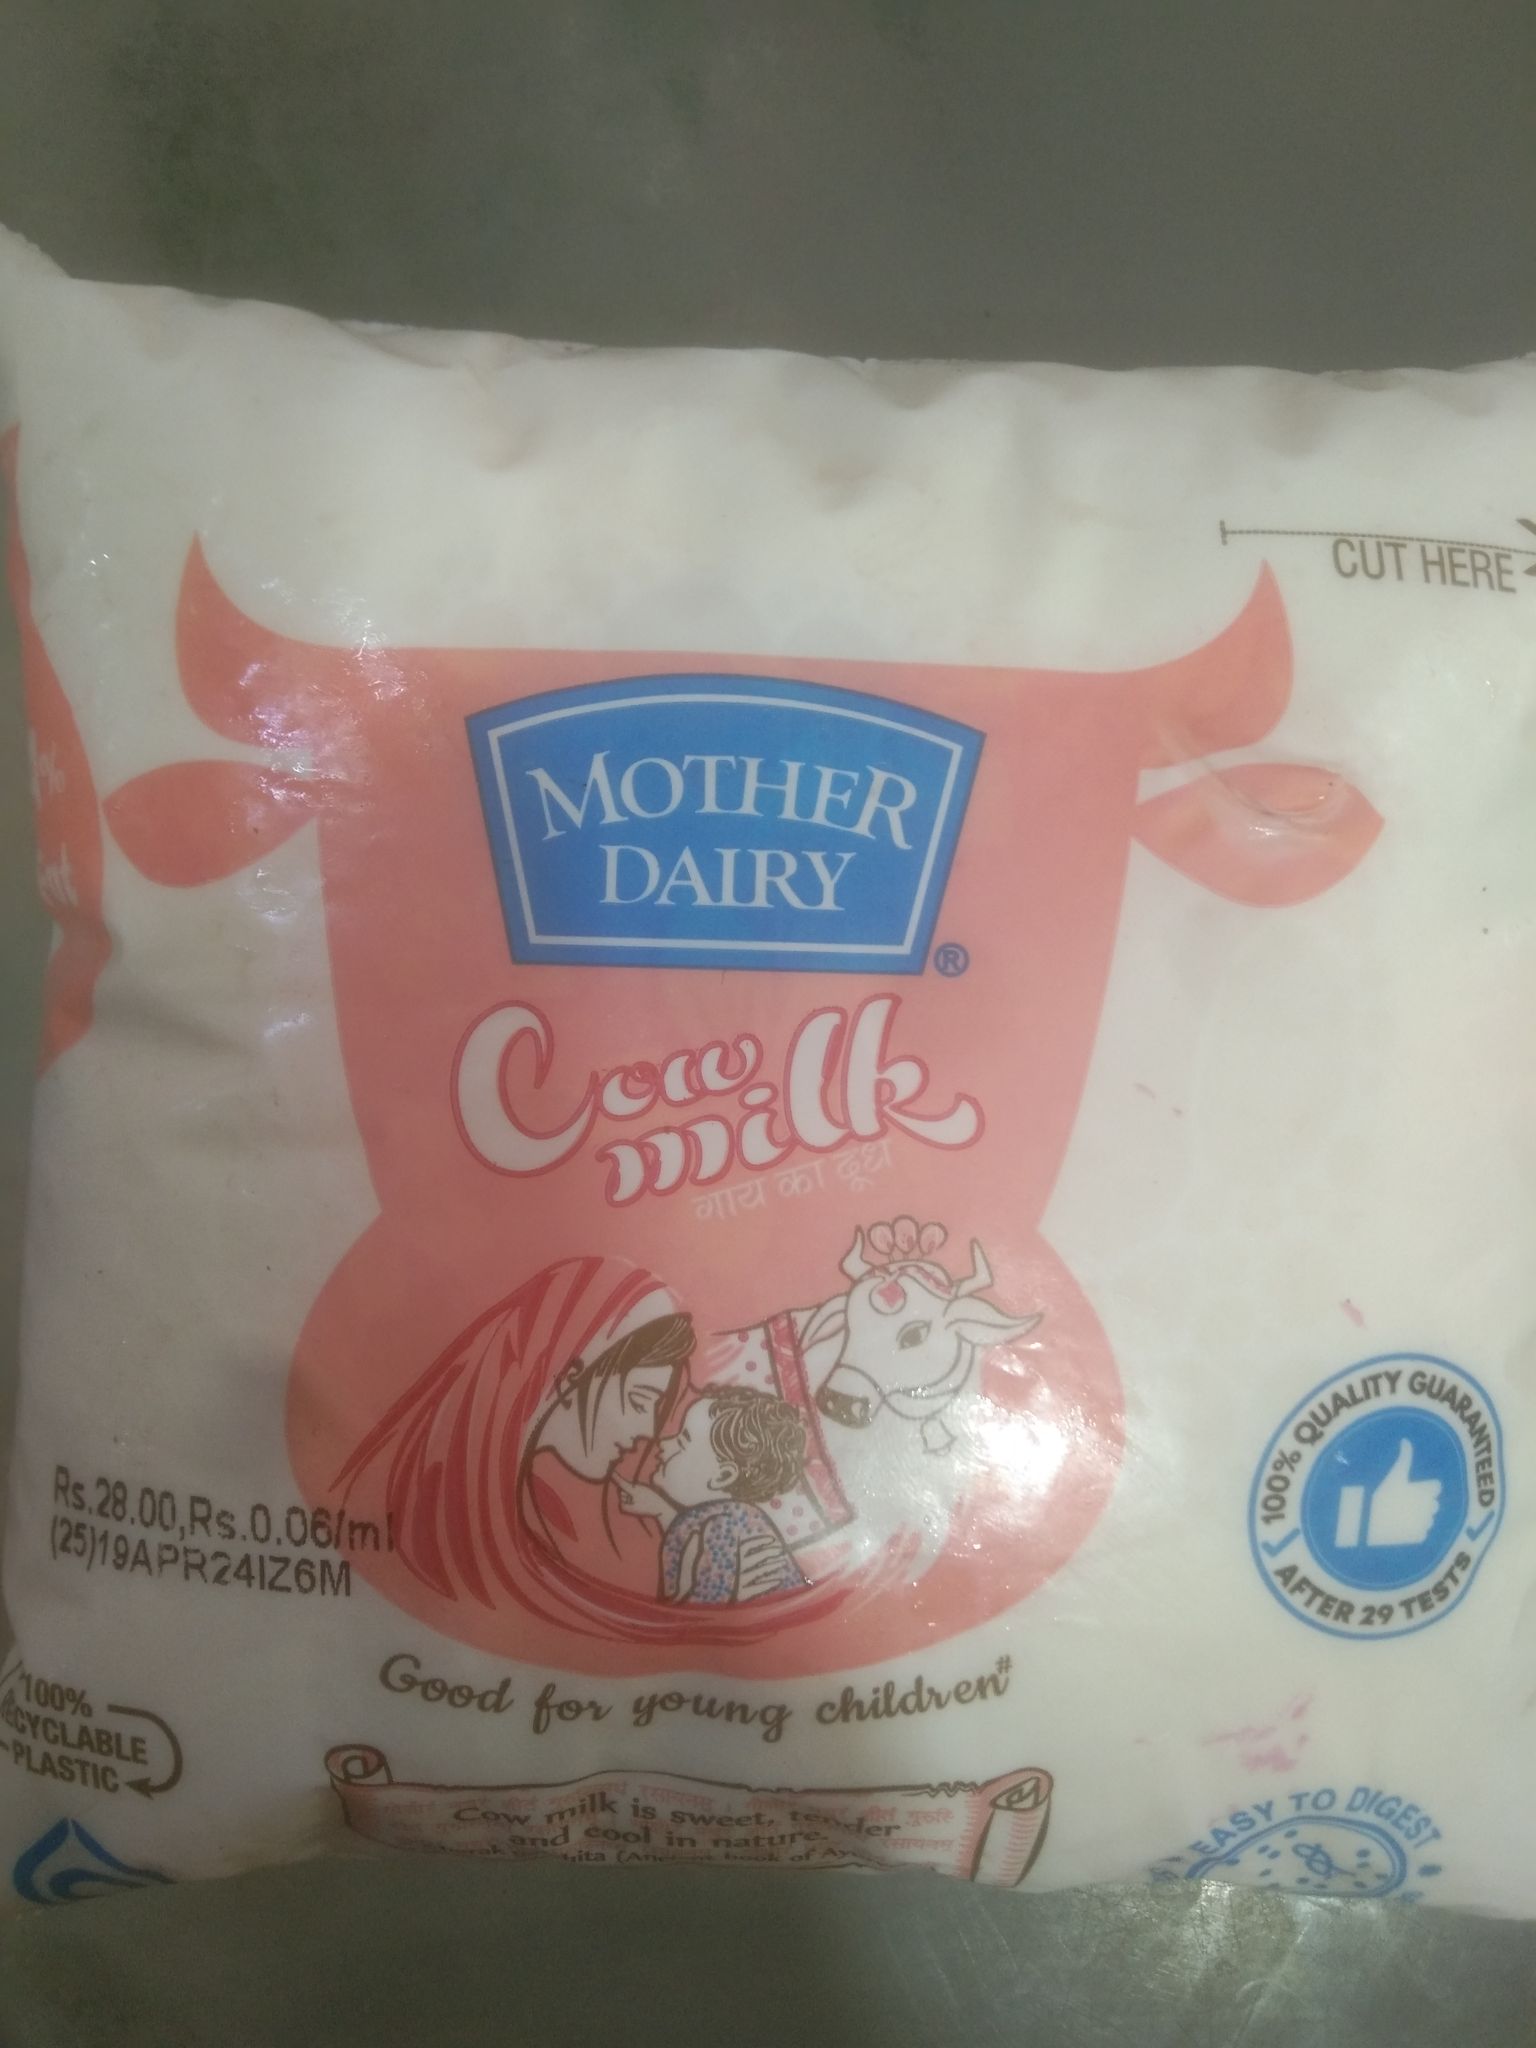 CUT HERE
MOTHER
DAIRY
®
Cow
milk
गाय का दूध
Rs.28.00,Rs.0.06/ml
(25)19APR24IZ6M
100% QUALITY GUARANTEED
AFTER 29 TESTS
Good for young children#
100%
RECYCLABLE
PLASTIC
Cow milk is sweet, tender
and cool in nature.
book of
EASY TO DIGEST